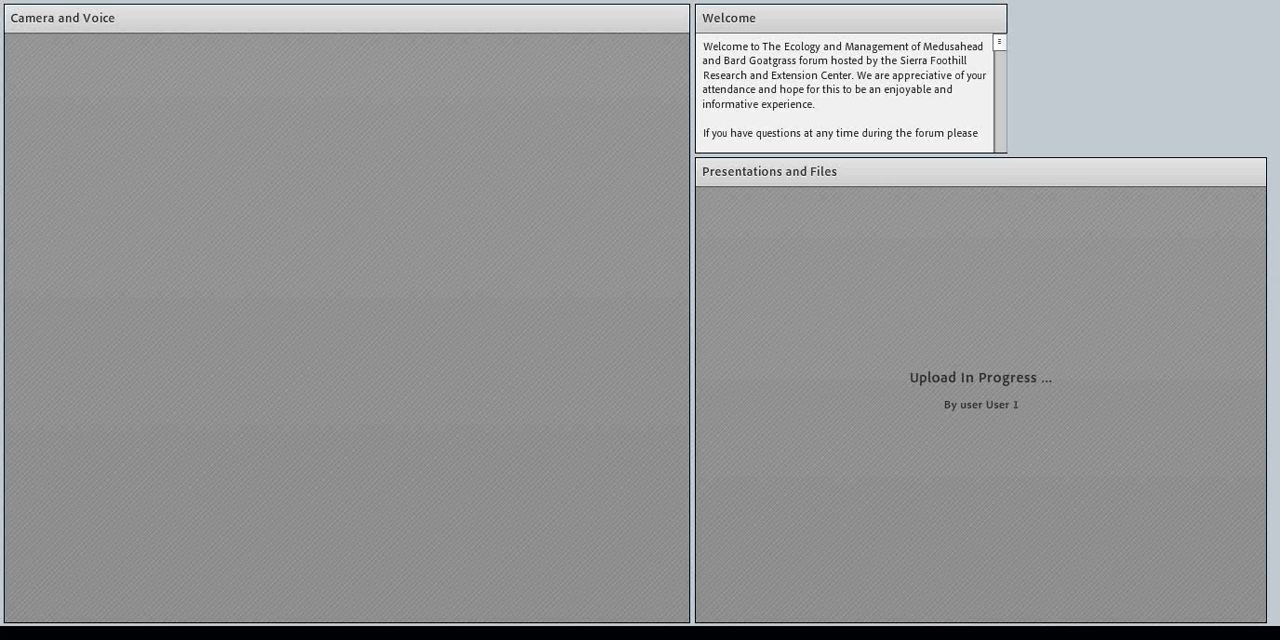 Camera and Voice
Welcome
Welcome to The Ecology and Management of Medusahead
and Bard Goatgrass forum hosted by the Sierra Foothill
Research and Extension Center. We are appreciative of your
attendance and hope for this to be an enjoyable and
informative experience.
If you have questions at any time during the forum please
Presentations and Files
Upload In Progress ...
By user User 1